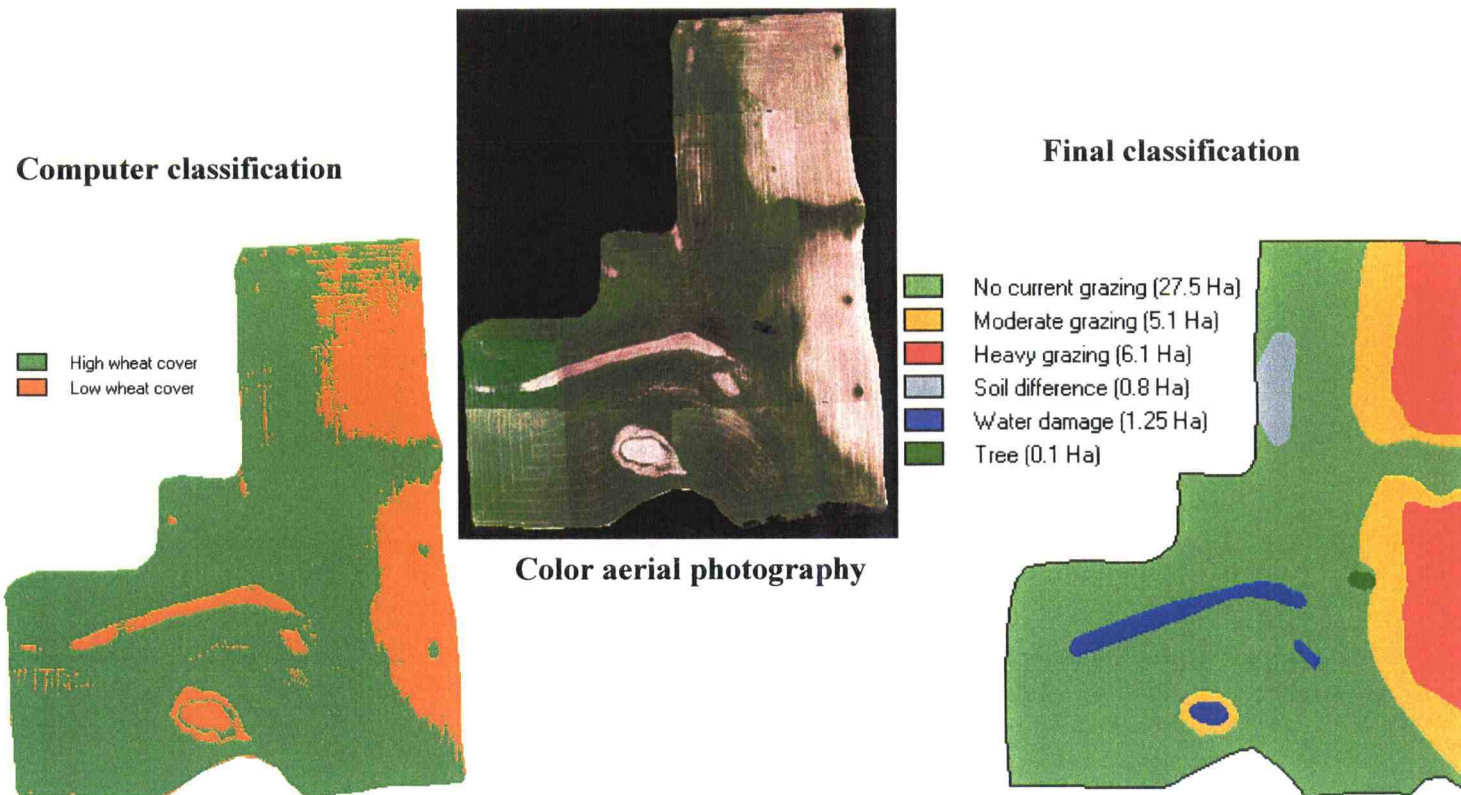 Computer classification
High wheat cover
Low wheat cover
Color aerial photography
Final classification
No current grazing (27.5 Ha)
Moderate grazing (5.1 Ha)
Heavy grazing (6.1 Ha)
Soil difference (0.8 Ha)
Water damage (1.25 Ha)
Tree (0.1 Ha)